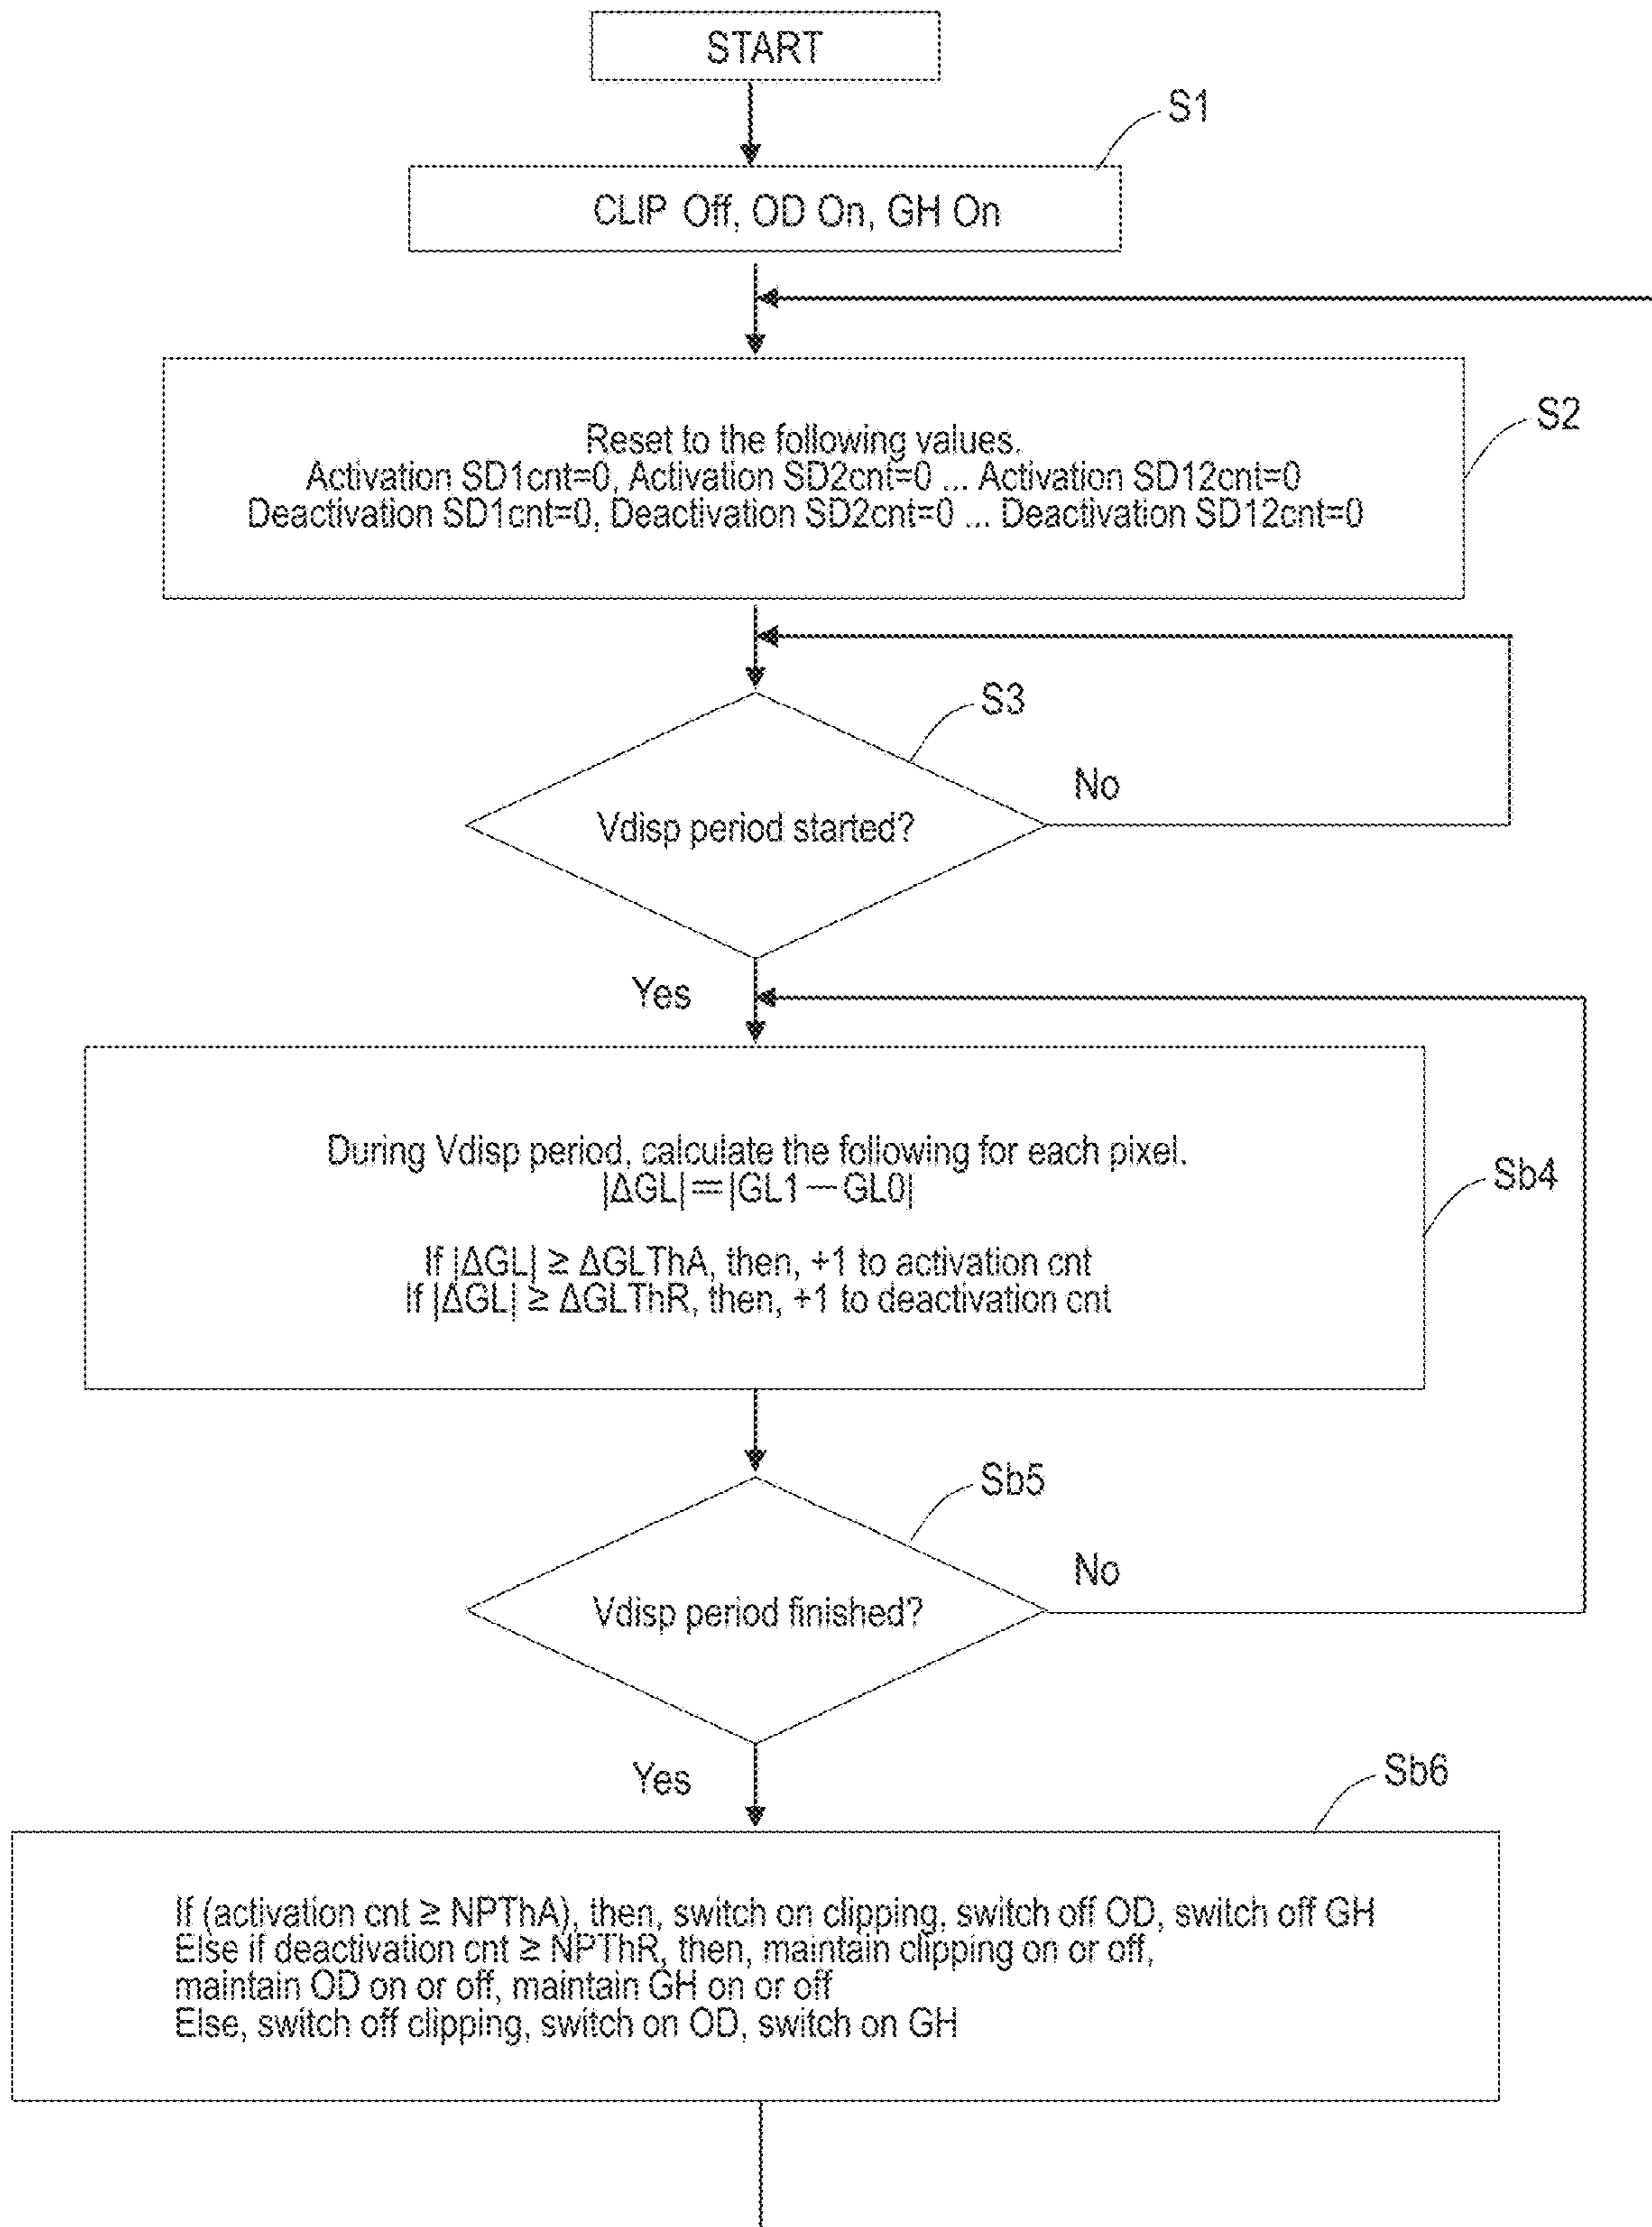 START
S1
CLIP Off, OD On, GH On
S2
Reset to the following values.
Activation SD1cnt=0, Activation SD2cnt=0 ... Activation SD12cnt=0
Deactivation SD1cnt=0, Deactivation SD2cnt=0 ... Deactivation SD12cnt=0
S3
No
Vdisp period started?
Yes
During Vdisp period, calculate the following for each pixel.
|ΔGL|=|GL1—GL0|
Sb4
If |ΔGL| ≥ ΔGLThA, then, +1 to activation cnt
If |ΔGL| ≥ ΔGLThR, then, +1 to deactivation cnt
Sb5
No
Vdisp period finished?
Yes
Sb6
If (activation cnt ≥ NPThA), then, switch on clipping, switch off OD, switch off GH
Else if deactivation cnt ≥ NPThR, then, maintain clipping on or off,
maintain OD on or off, maintain GH on or off
Else, switch off clipping, switch on OD, switch on GH